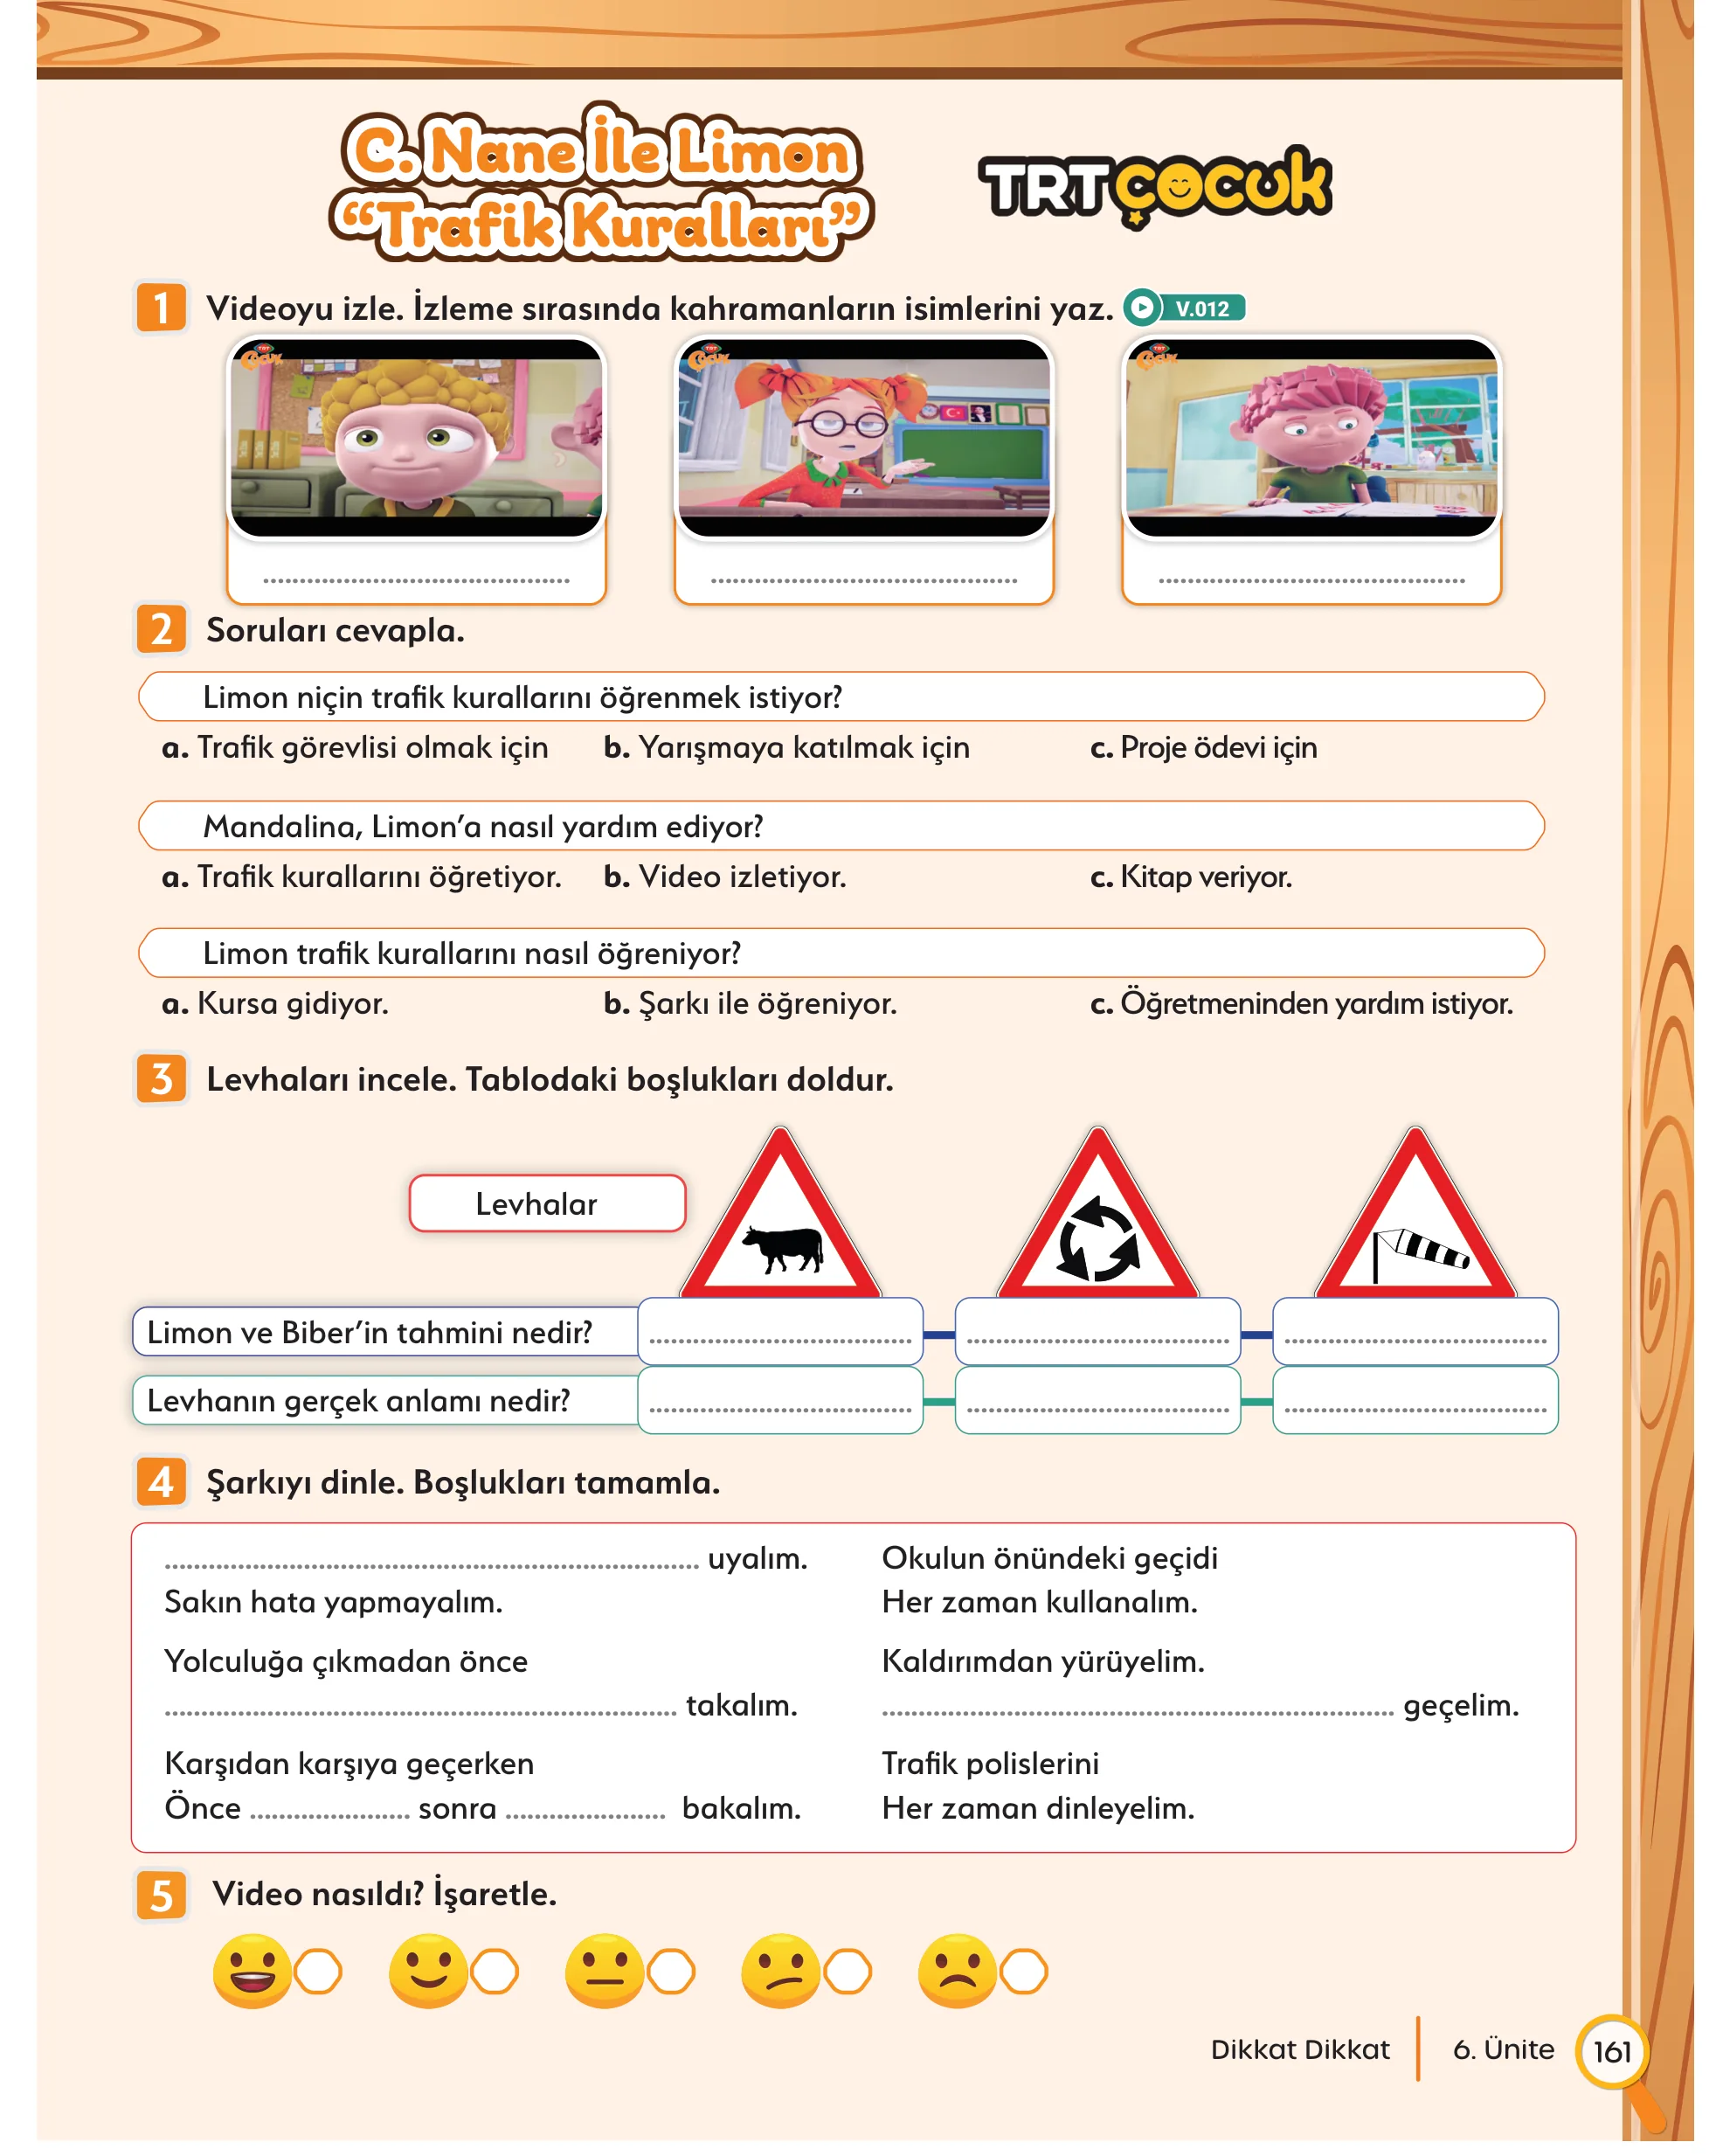 C. Nane İle Limon
“Trafik Kuralları”
TRT ÇOCUK
1 Videoyu izle. İzleme sırasında kahramanların isimlerini yaz. V.012
TRT Çocuk
TRT Çocuk
TRT Çocuk
2 Soruları cevapla.
Limon niçin trafik kurallarını öğrenmek istiyor?
a. Trafik görevlisi olmak için b. Yarışmaya katılmak için c. Proje ödevi için
Mandalina, Limon’a nasıl yardım ediyor?
a. Trafik kurallarını öğretiyor. b. Video izletiyor. c. Kitap veriyor.
Limon trafik kurallarını nasıl öğreniyor?
a. Kursa gidiyor. b. Şarkı ile öğreniyor. c. Öğretmeninden yardım istiyor.
3 Levhaları incele. Tablodaki boşlukları doldur.
Levhalar
Limon ve Biber’in tahmini nedir?
Levhanın gerçek anlamı nedir?
4 Şarkıyı dinle. Boşlukları tamamla.
........................ uyalım.
Sakın hata yapmayalım.
Yolculuğa çıkmadan önce
........................ takalım.
Karşıdan karşıya geçerken
Önce ...................... sonra ...................... bakalım.
Okulun önündeki geçidi
Her zaman kullanalım.
Kaldırımdan yürüyelim.
........................ geçelim.
Trafik polislerini
Her zaman dinleyelim.
5 Video nasıldı? İşaretle.
Dikkat Dikkat | 6. Ünite 161